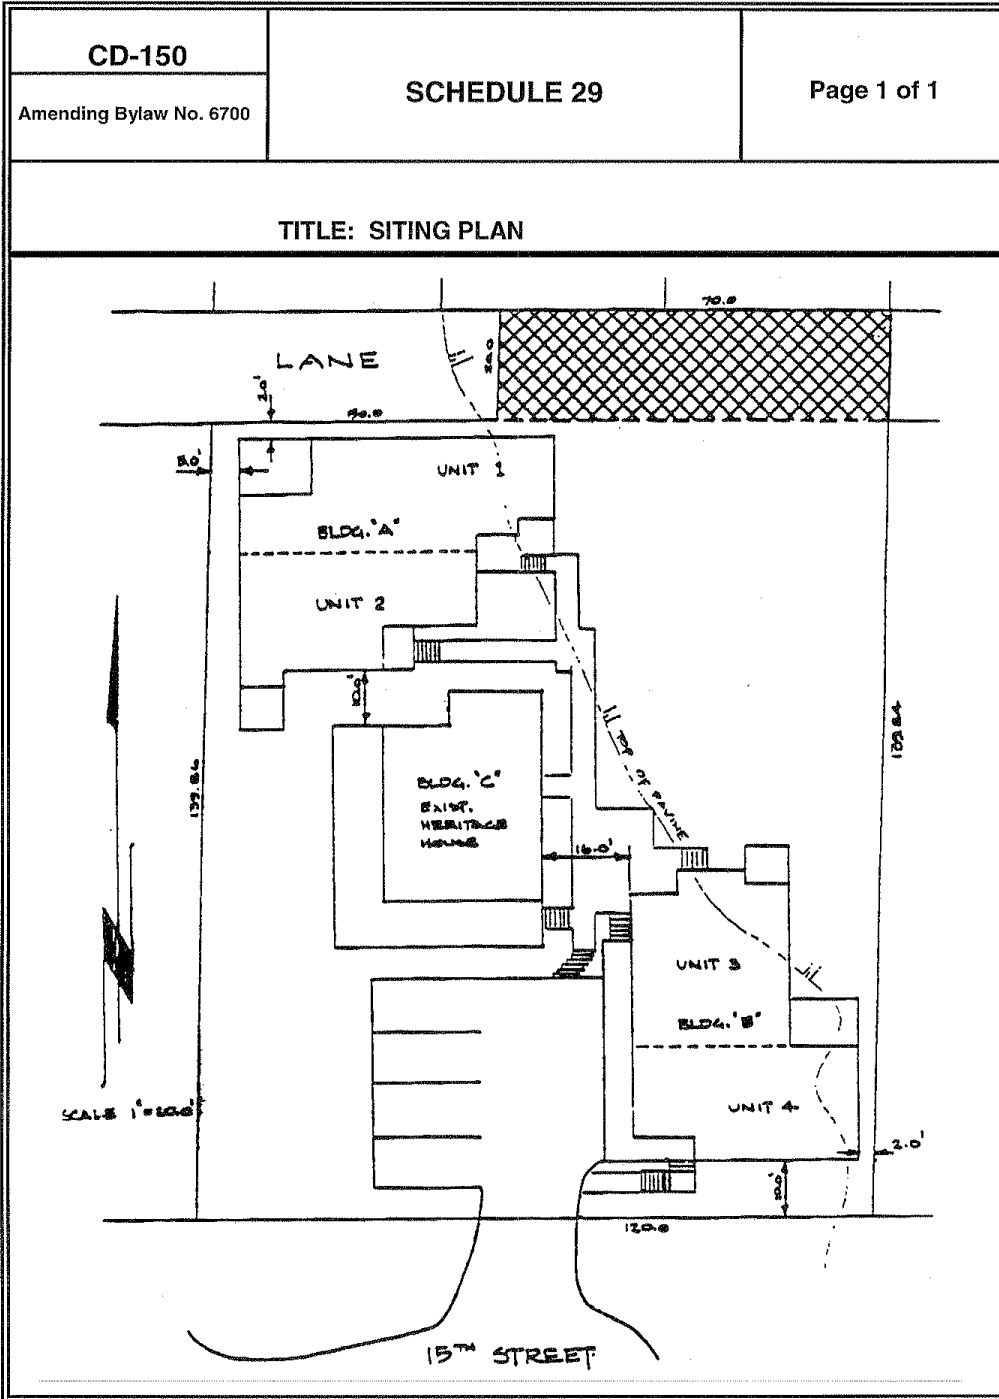 CD-150
Amending Bylaw No. 6700
SCHEDULE 29
Page 1 of 1
TITLE: SITING PLAN
70.0
LANE
20.0
2.0'
50.0
5.0'
UNIT 1
BLDG. "A"
UNIT 2
10.0'
139.86
BLDG. "C"
EXIST.
HERITAGE
HOUSE
TOP OF RAVINE
139.86
16.0'
UNIT 3
BLDG. "B"
SCALE 1"=20.0'
UNIT 4
2.0'
10.0'
120.0
15TH STREET